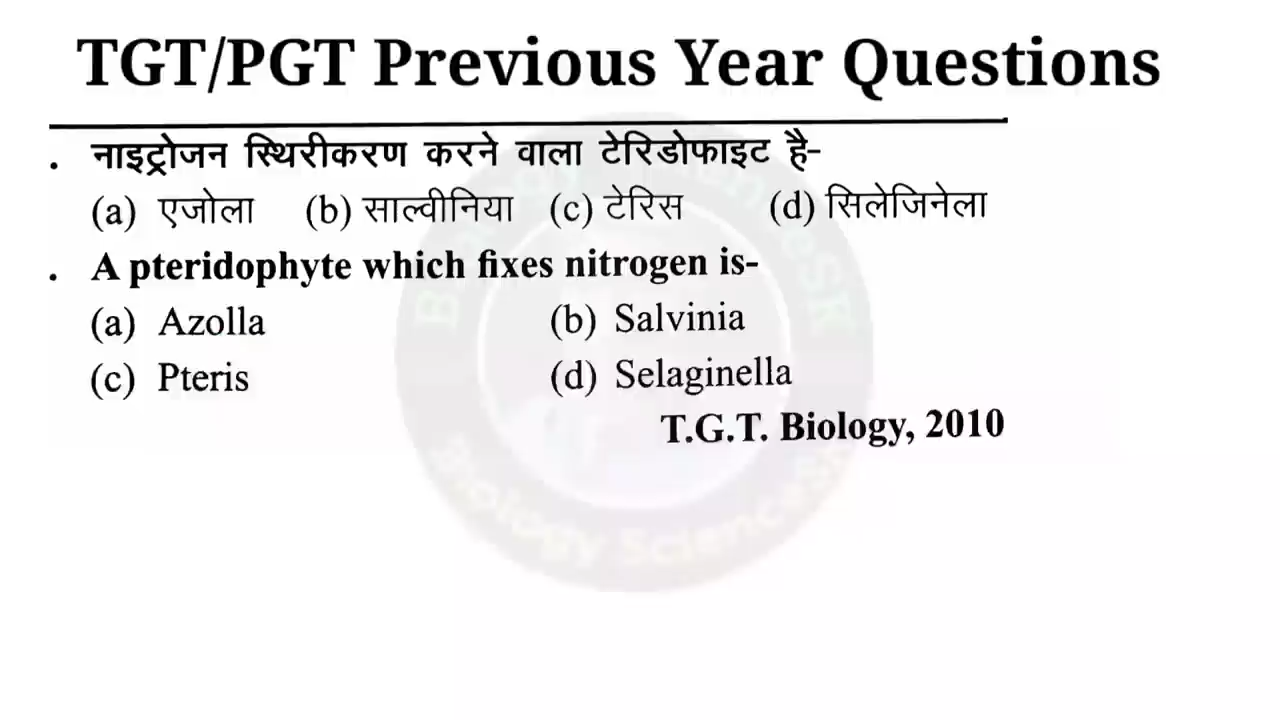 TGT/PGT Previous Year Questions
. नाइट्रोजन स्थिरीकरण करने वाला टेरिडोफाइट है-
(a) एजोला (b) साल्वीनिया (c) टेरिस (d) सिलेजिनेला
. A pteridophyte which fixes nitrogen is-
(a) Azolla (b) Salvinia
(c) Pteris (d) Selaginella
T.G.T. Biology, 2010